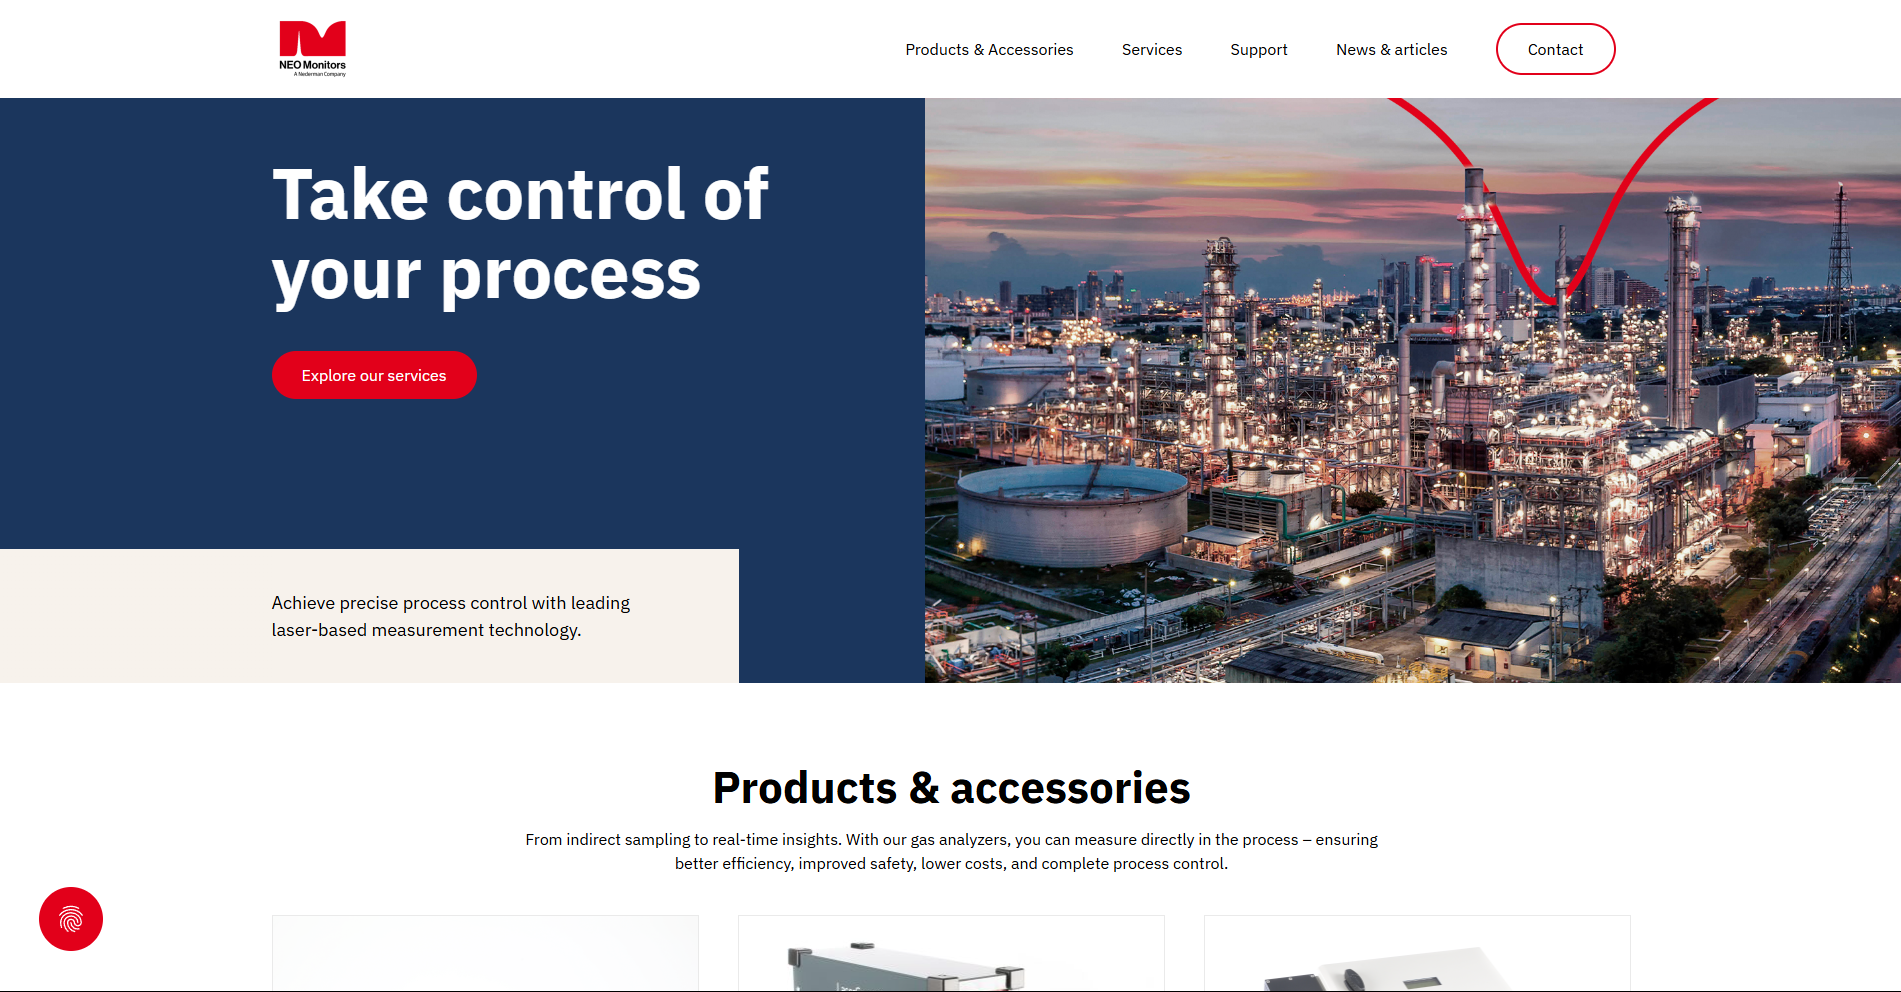 NEO Monitors
A Nederman Company
Products & Accessories
Services
Support
News & articles
Contact
Take control of
your process
Explore our services
Achieve precise process control with leading
laser-based measurement technology.
Products & accessories
From indirect sampling to real-time insights. With our gas analyzers, you can measure directly in the process – ensuring
better efficiency, improved safety, lower costs, and complete process control.